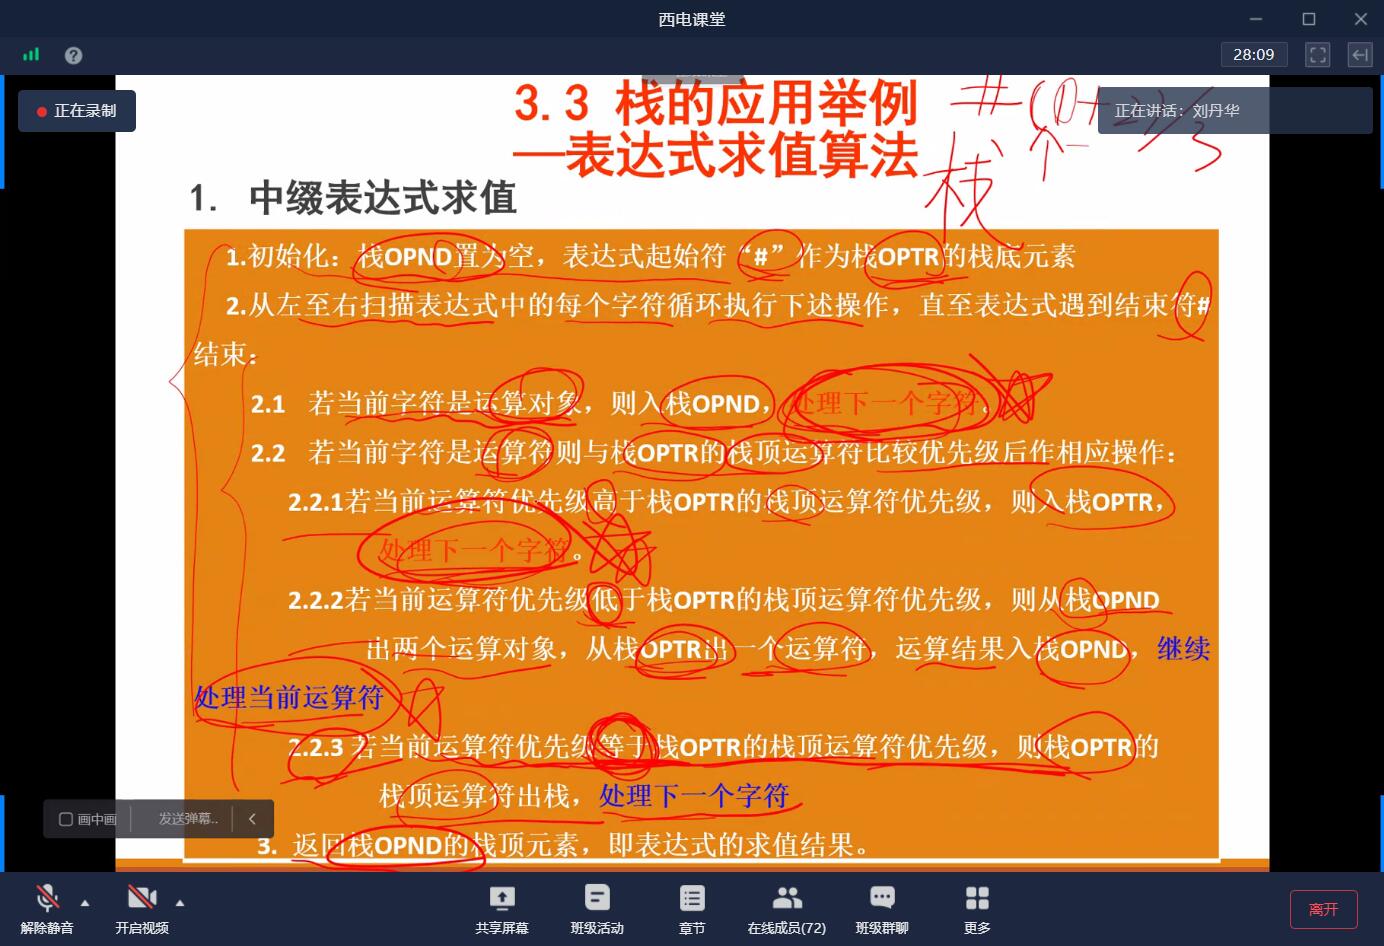 西电课堂
28:09
正在录制
正在讲话：刘丹华
3.3 栈的应用举例
—表达式求值算法
栈
1. 中缀表达式求值
1.初始化：栈OPND置为空，表达式起始符“#”作为栈OPTR的栈底元素
2.从左至右扫描表达式中的每个字符循环执行下述操作，直至表达式遇到结束符#
结束：
2.1 若当前字符是运算对象，则入栈OPND，处理下一个字符。
2.2 若当前字符是运算符则与栈OPTR的栈顶运算符比较优先级后作相应操作：
2.2.1若当前运算符优先级高于栈OPTR的栈顶运算符优先级，则入栈OPTR，
处理下一个字符。
2.2.2若当前运算符优先级低于栈OPTR的栈顶运算符优先级，则从栈OPND
出两个运算对象，从栈OPTR出一个运算符，运算结果入栈OPND，继续
处理当前运算符
2.2.3 若当前运算符优先级等于栈OPTR的栈顶运算符优先级，则栈OPTR的
栈顶运算符出栈，处理下一个字符
画中画 发送弹幕..
3. 返回栈OPND的栈顶元素，即表达式的求值结果。
解除静音 开启视频 共享屏幕 班级活动 章节 在线成员(72) 班级群聊 更多 离开